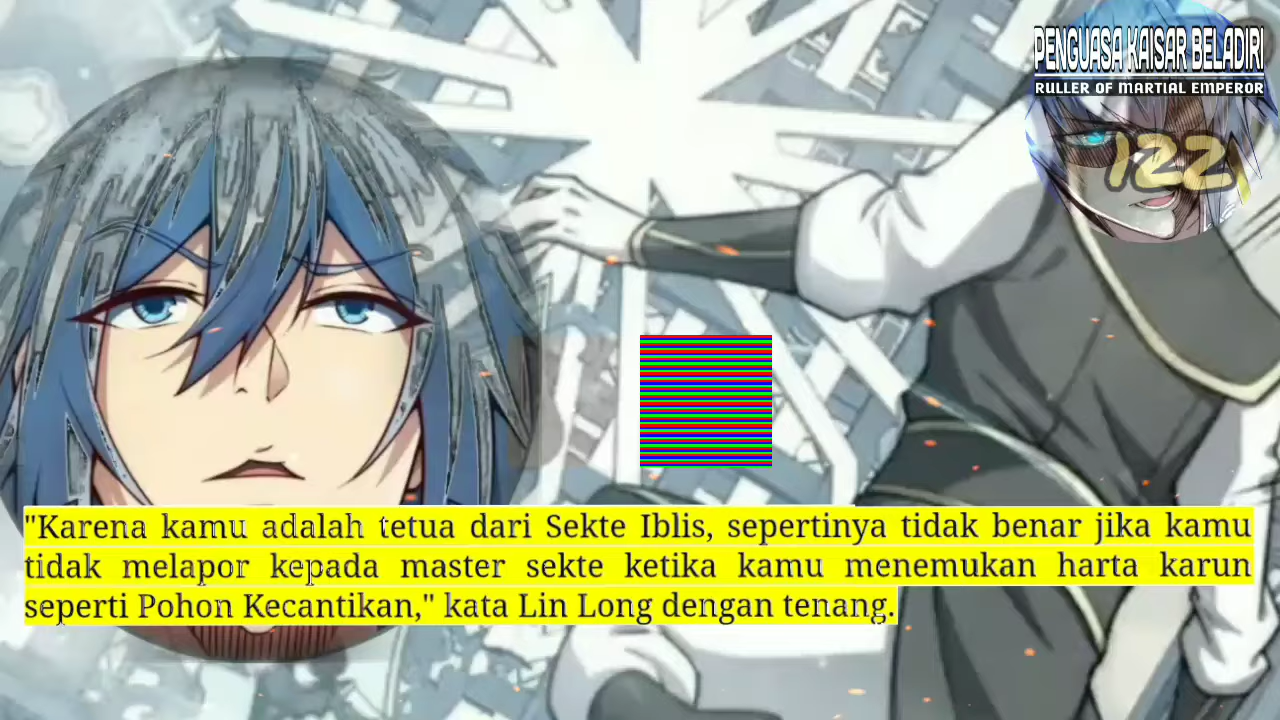 PENGUASA KAISAR BELADIRI
RULLER OF MARTIAL EMPEROR
122
"Karena kamu adalah tetua dari Sekte Iblis, sepertinya tidak benar jika kamu
tidak melapor kepada master sekte ketika kamu menemukan harta karun
seperti Pohon Kecantikan," kata Lin Long dengan tenang.